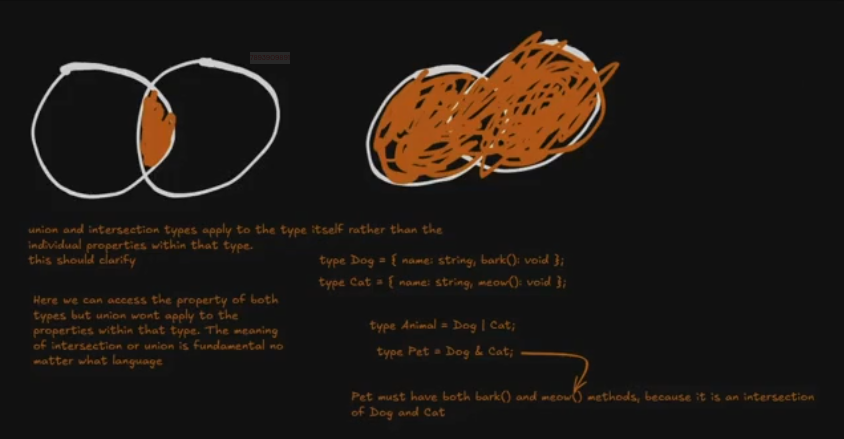 union and intersection types apply to the type itself rather than the
individual properties within that type.
this should clarify
type Dog = { name: string, bark(): void };
type Cat = { name: string, meow(): void };
Here we can access the property of both
types but union wont apply to the
properties within that type. The meaning
of intersection or union is fundamental no
matter what language
type Animal = Dog | Cat;
type Pet = Dog & Cat;
Pet must have both bark() and meow() methods, because it is an intersection
of Dog and Cat